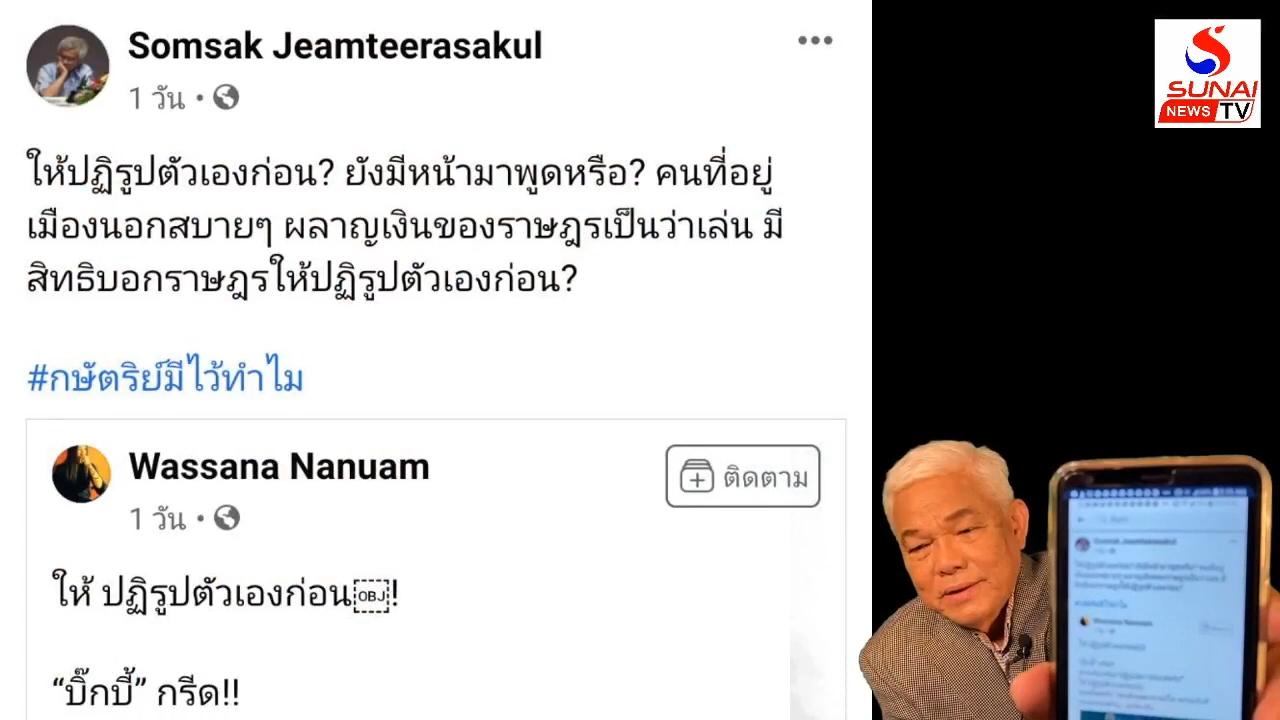 Somsak Jeamteerasakul
1 วัน •
ให้ปฏิรูปตัวเองก่อน? ยังมีหน้ามาพูดหรือ? คนที่อยู่
เมืองนอกสบายๆ ผลาญเงินของราษฎรเป็นว่าเล่น มี
สิทธิบอกราษฎรให้ปฏิรูปตัวเองก่อน?
#กษัตริย์มีไว้ทำไม
Wassana Nanuam
ติดตาม
1 วัน •
ให้ ปฏิรูปตัวเองก่อน￼!
“บิ๊กบี้” กรีด!!
SUNAI
NEWS TV
Somsak Jeamteerasakul
Wassana Nanuam